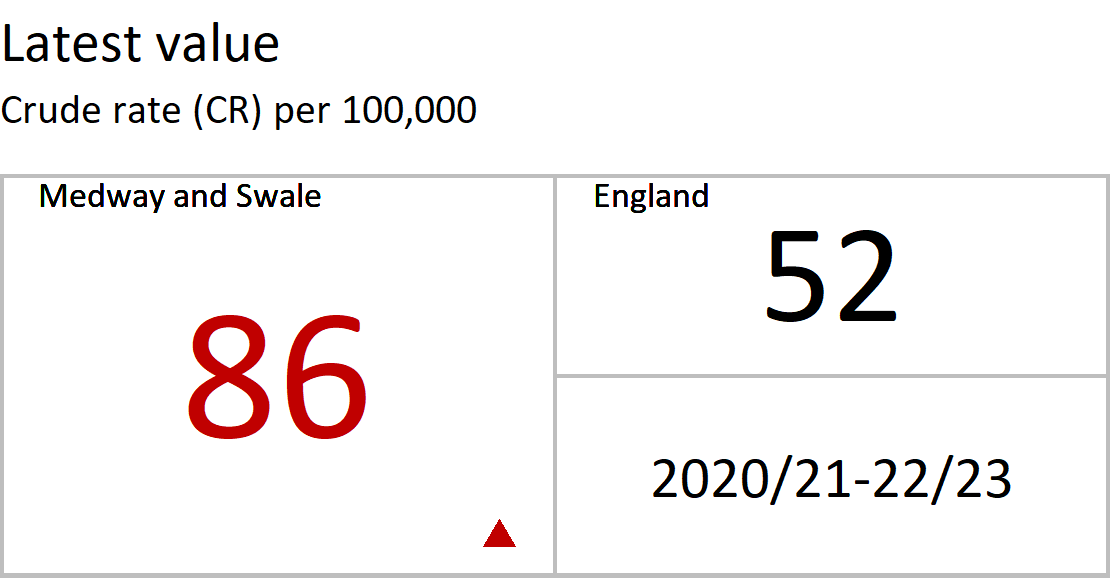 Latest value
Crude rate (CR) per 100,000
Medway and Swale
86
England
52
2020/21-22/23